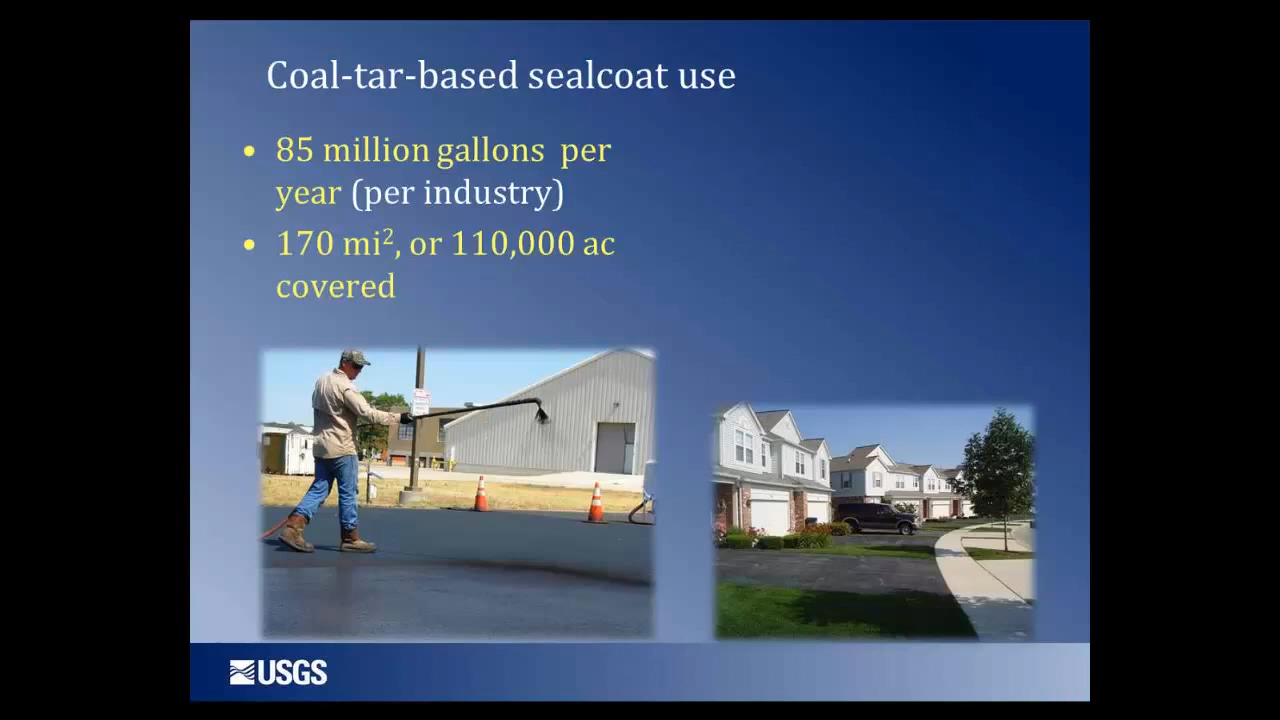 Coal-tar-based sealcoat use
• 85 million gallons per
year (per industry)
• 170 mi², or 110,000 ac
covered
USGS